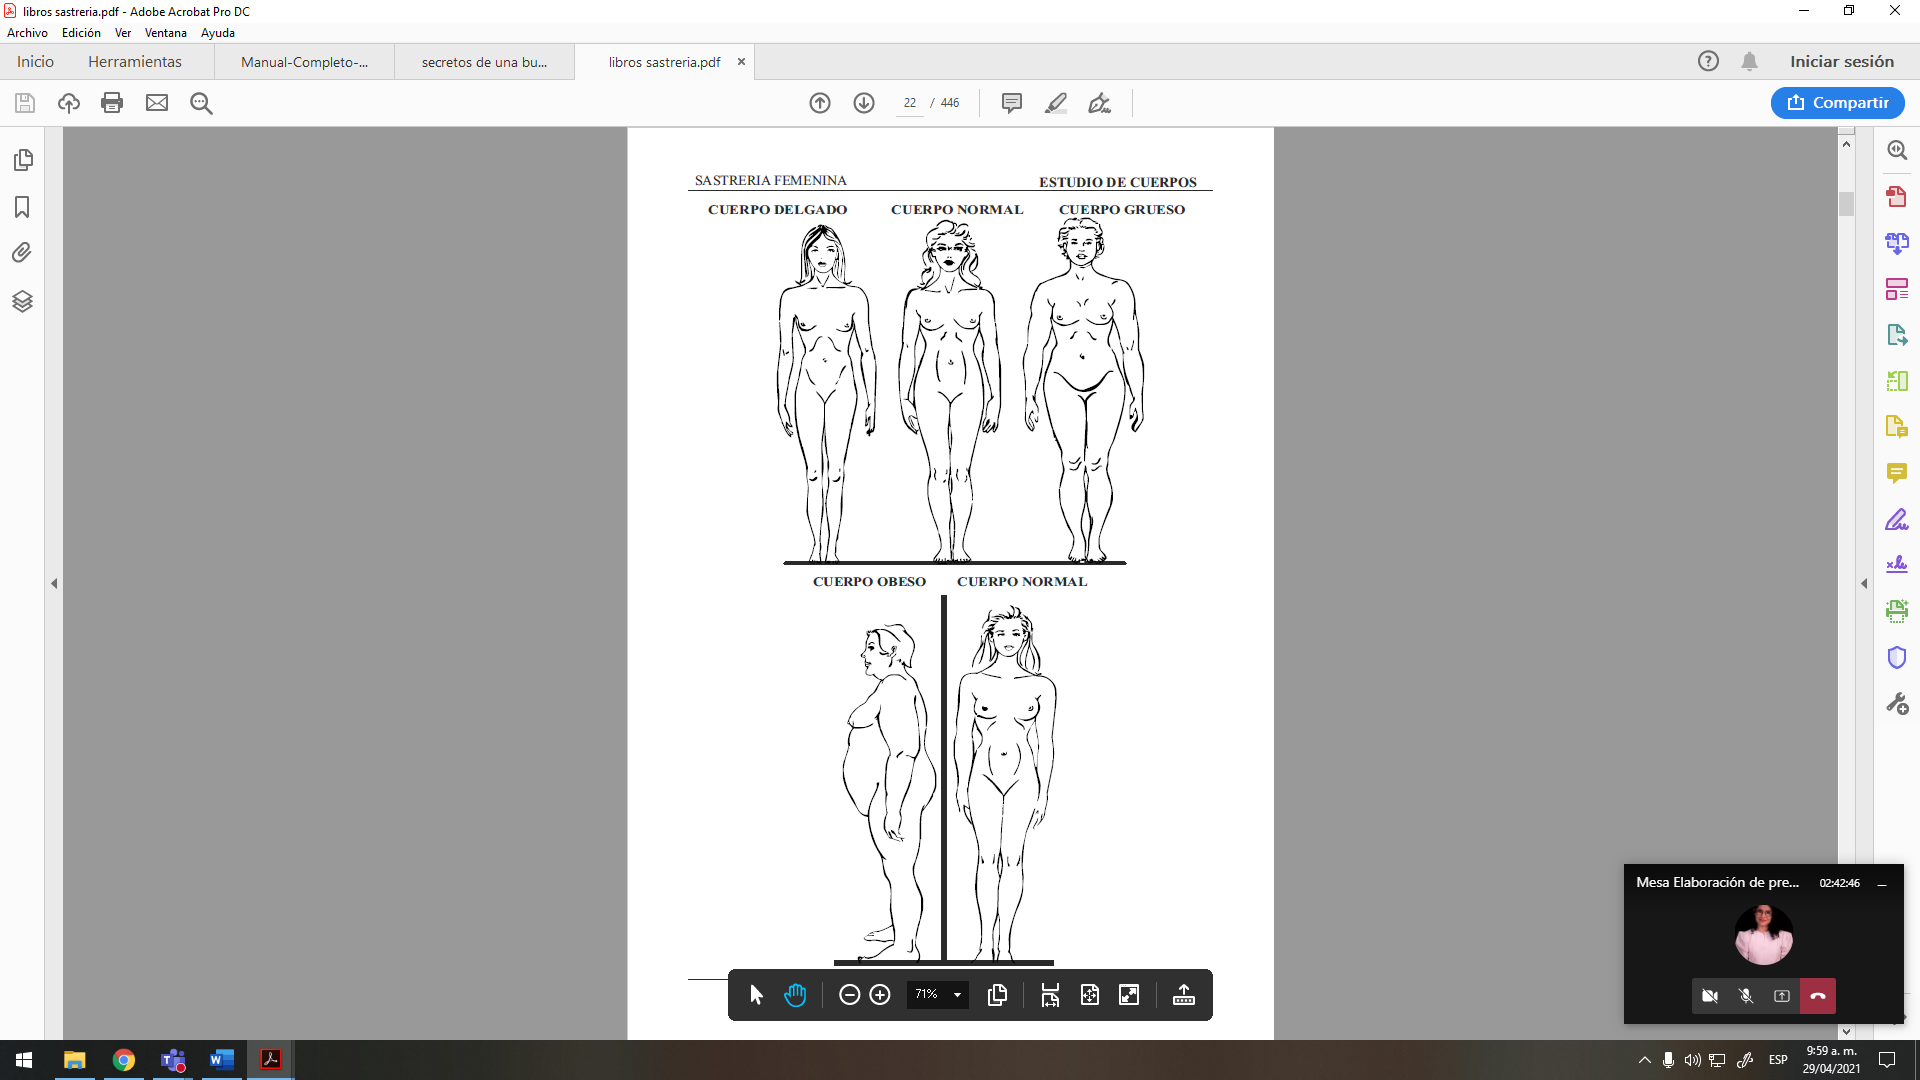 libros sastreria.pdf - Adobe Acrobat Pro DC
Archivo Edición Ver Ventana Ayuda
Inicio Herramientas Manual-Completo-... secretos de una bu... libros sastreria.pdf Iniciar sesión
22 / 446 Compartir
SASTRERIA FEMENINA ESTUDIO DE CUERPOS
CUERPO DELGADO CUERPO NORMAL CUERPO GRUESO
CUERPO OBESO CUERPO NORMAL
Mesa Elaboración de pre... 02:42:46
71%
ESP
9:59 a. m.
29/04/2021